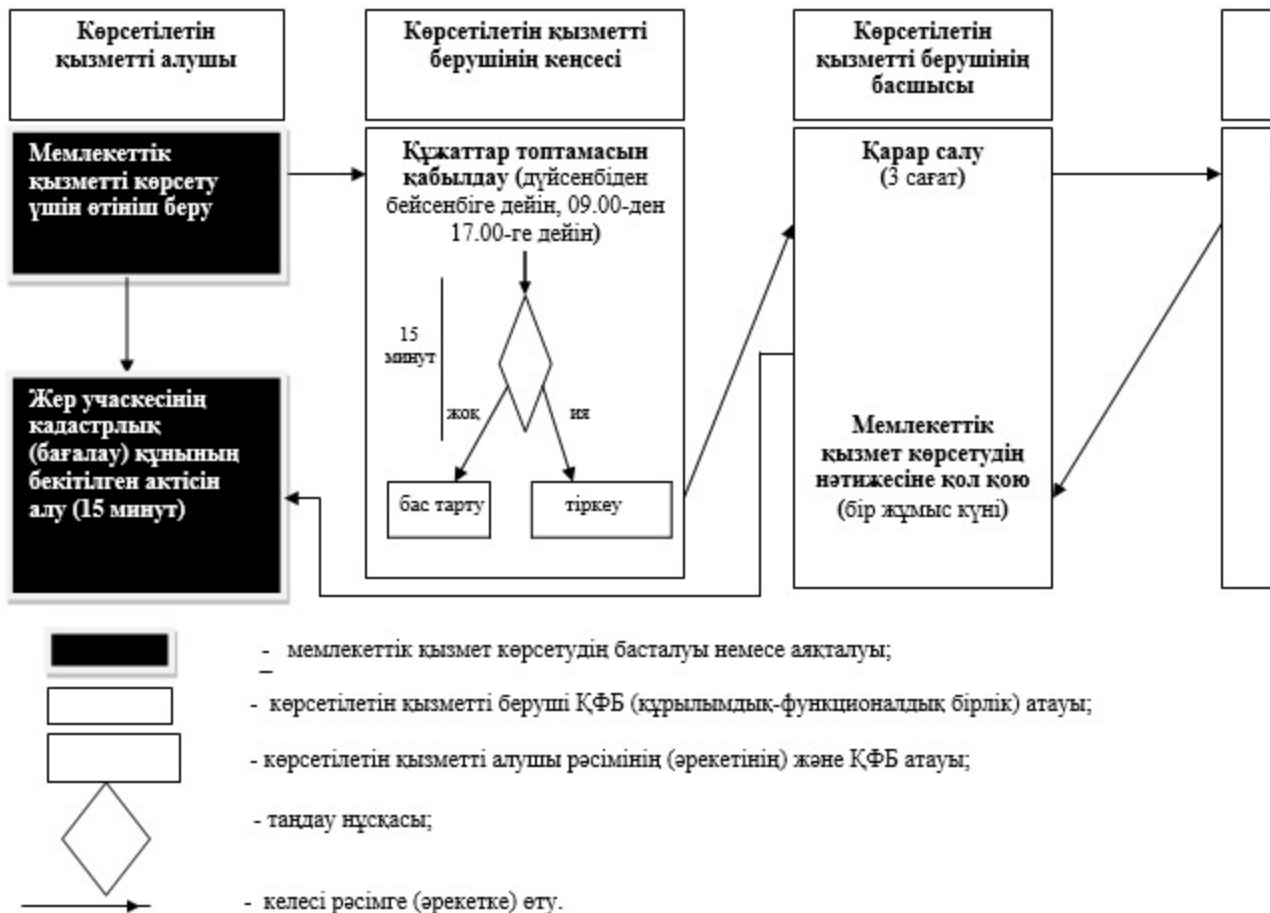 Көрсетілетін
қызметті алушы
Көрсетілетін қызметті
берушінің кеңсесі
Көрсетілетін
қызметті берушінің
басшысы
Мемлекеттік
қызметті көрсету
үшін өтініш беру
Құжаттар топтамасын
қабылдау (дүйсенбіден
бейсенбіге дейін, 09.00-ден
17.00-ге дейін)
Қарар салу
(3 сағат)
15
минут
жоқ
ия
Жер учаскесінің
кадастрлық
(бағалау) құнының
бекітілген актісін
алу (15 минут)
бас тарту
тіркеу
Мемлекеттік
қызмет көрсетудің
нәтижесіне қол қою
(бір жұмыс күні)
- мемлекеттік қызмет көрсетудің басталуы немесе аяқталуы;
- көрсетілетін қызметті беруші ҚФБ (құрылымдық-функционалдық бірлік) атауы;
- көрсетілетін қызметті алушы рәсімінің (әрекетінің) және ҚФБ атауы;
- таңдау нұсқасы;
- келесі рәсімге (әрекетке) өту.